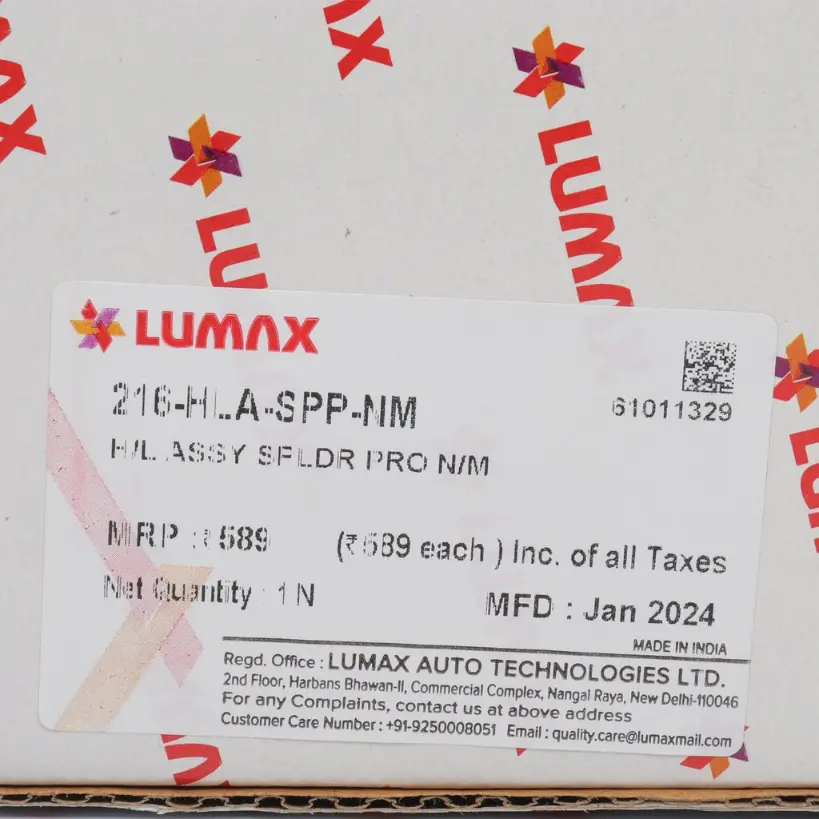 LUMAX
LUMAX
LUMAX
216-HLA-SPP-NM
61011329
H/L ASSY SPLDR PRO N/M
MRP : ₹ 589 (₹ 589 each ) Inc. of all Taxes
Net Quantity : 1 N
MFD : Jan 2024
MADE IN INDIA
Regd. Office : LUMAX AUTO TECHNOLOGIES LTD.
2nd Floor, Harbans Bhawan-II, Commercial Complex, Nangal Raya, New Delhi-110046
For any Complaints, contact us at above address
Customer Care Number : +91-9250008051 Email : quality.care@lumaxmail.com